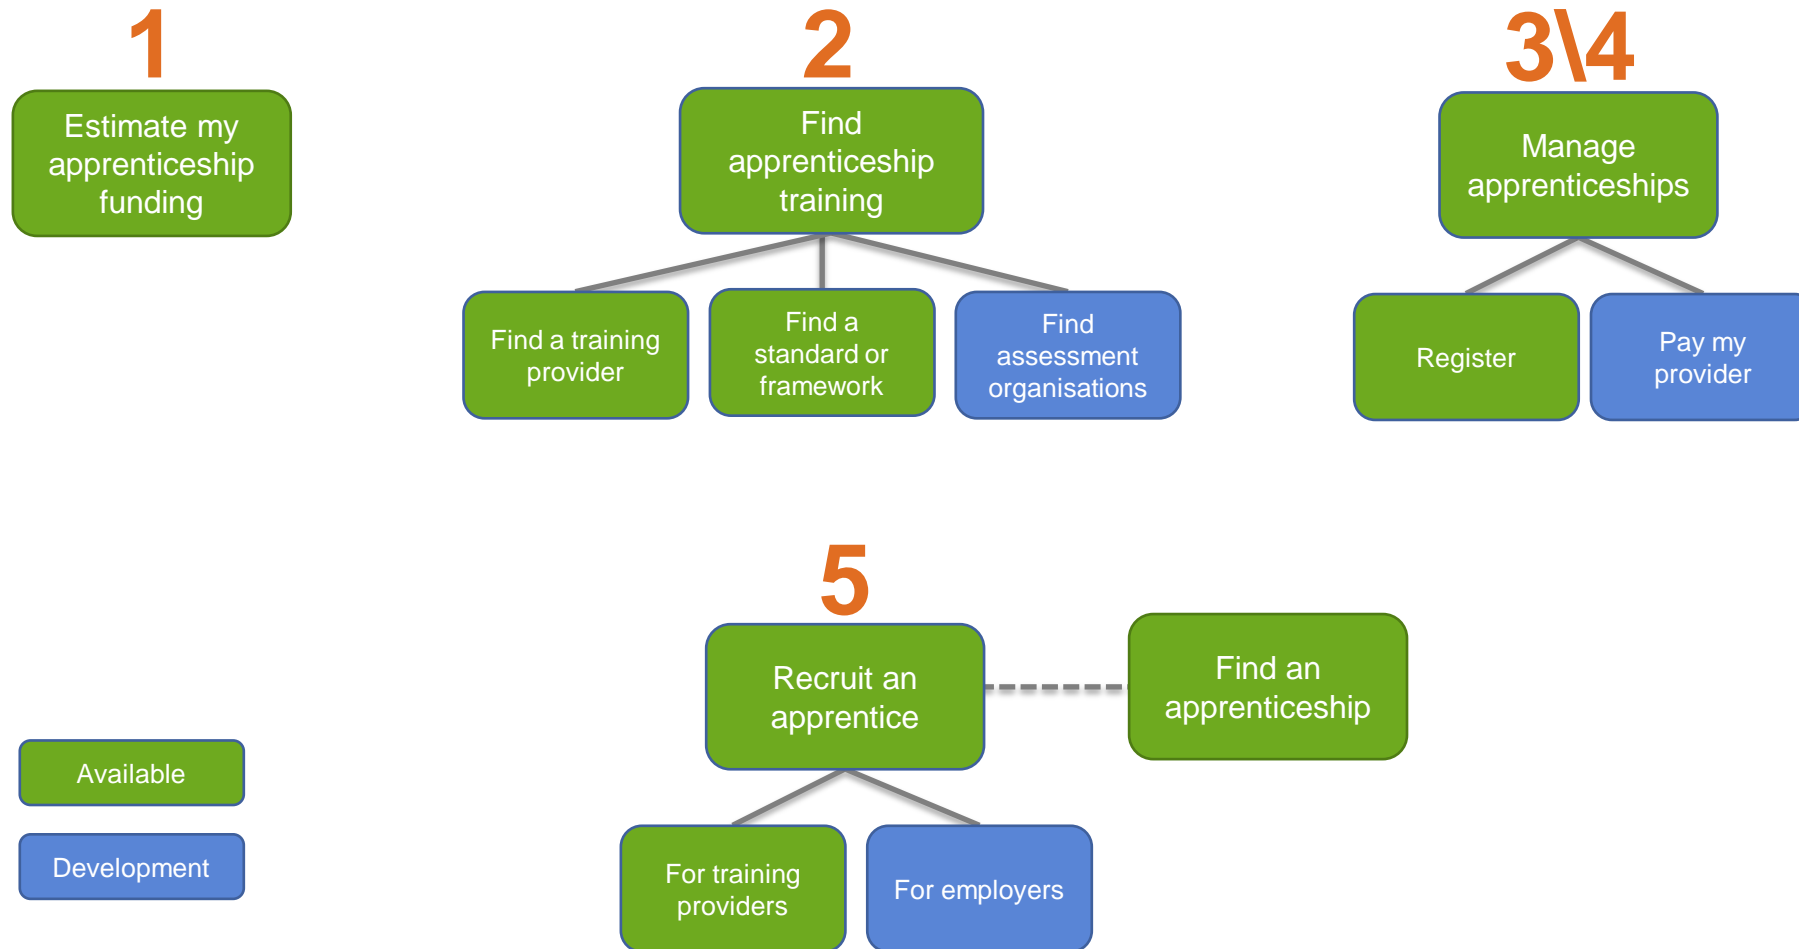 1
Estimate my
apprenticeship
funding
2
Find
apprenticeship
training
3\4
Manage
apprenticeships
Find a training
provider
Find a
standard or
framework
Find
assessment
organisations
Register
Pay my
provider
5
Recruit an
apprentice
Find an
apprenticeship
Available
Development
For training
providers
For employers